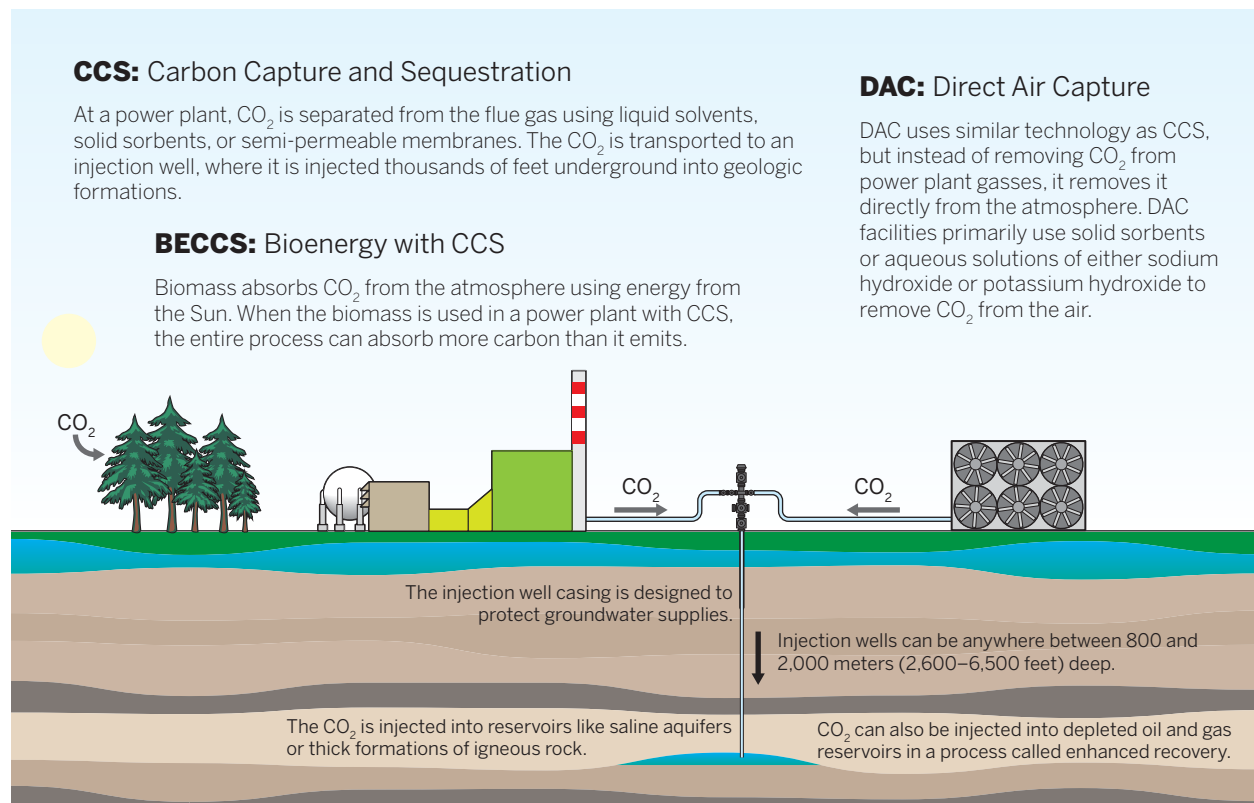 CCS: Carbon Capture and Sequestration
At a power plant, CO₂ is separated from the flue gas using liquid solvents,
solid sorbents, or semi-permeable membranes. The CO₂ is transported to an
injection well, where it is injected thousands of feet underground into geologic
formations.
BECCS: Bioenergy with CCS
Biomass absorbs CO₂ from the atmosphere using energy from
the Sun. When the biomass is used in a power plant with CCS,
the entire process can absorb more carbon than it emits.
DAC: Direct Air Capture
DAC uses similar technology as CCS,
but instead of removing CO₂ from
power plant gasses, it removes it
directly from the atmosphere. DAC
facilities primarily use solid sorbents
or aqueous solutions of either sodium
hydroxide or potassium hydroxide to
remove CO₂ from the air.
CO₂
CO₂
CO₂
The injection well casing is designed to
protect groundwater supplies.
Injection wells can be anywhere between 800 and
2,000 meters (2,600–6,500 feet) deep.
The CO₂ is injected into reservoirs like saline aquifers
or thick formations of igneous rock.
CO₂ can also be injected into depleted oil and gas
reservoirs in a process called enhanced recovery.